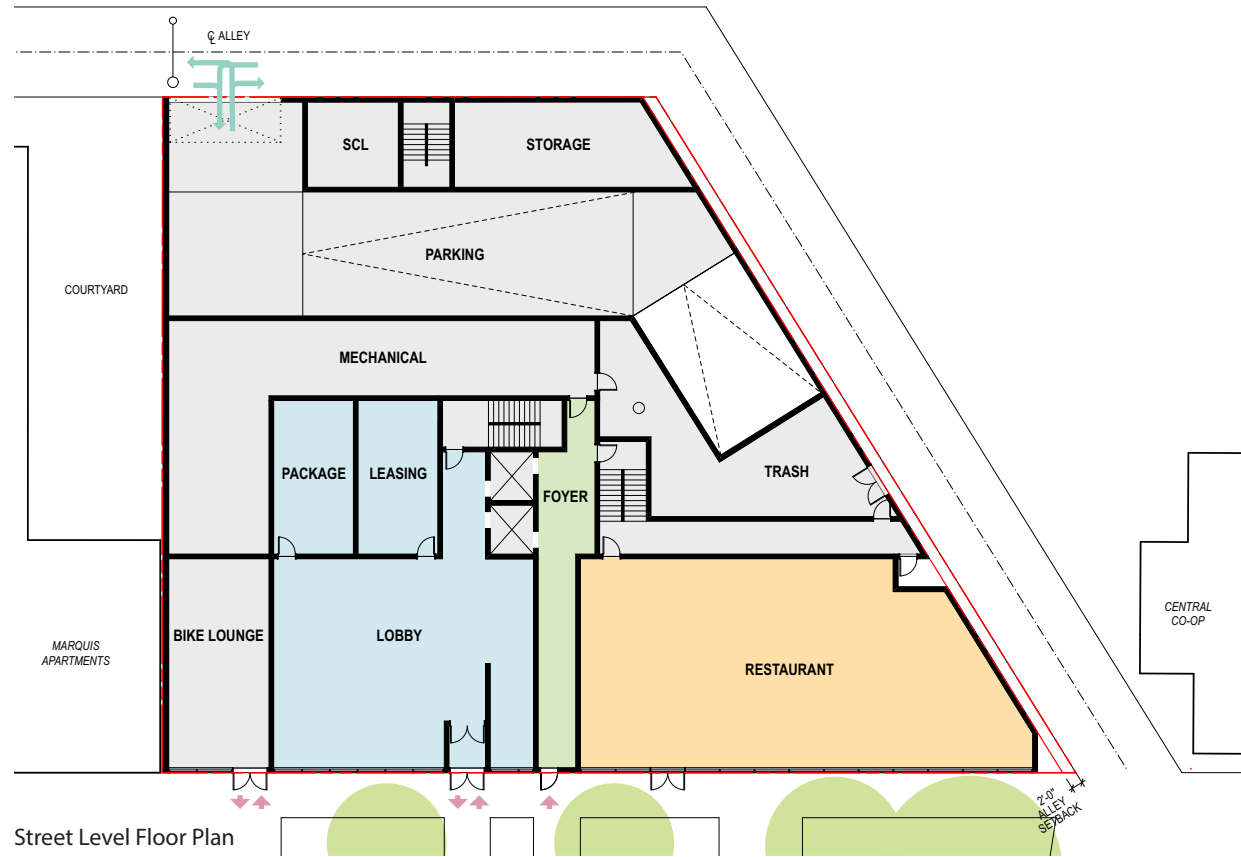 ℄ ALLEY
SCL
STORAGE
PARKING
COURTYARD
MECHANICAL
PACKAGE
LEASING
FOYER
TRASH
BIKE LOUNGE
LOBBY
RESTAURANT
MARQUIS
APARTMENTS
CENTRAL
CO-OP
2'-0"
ALLEY
SETBACK
Street Level Floor Plan